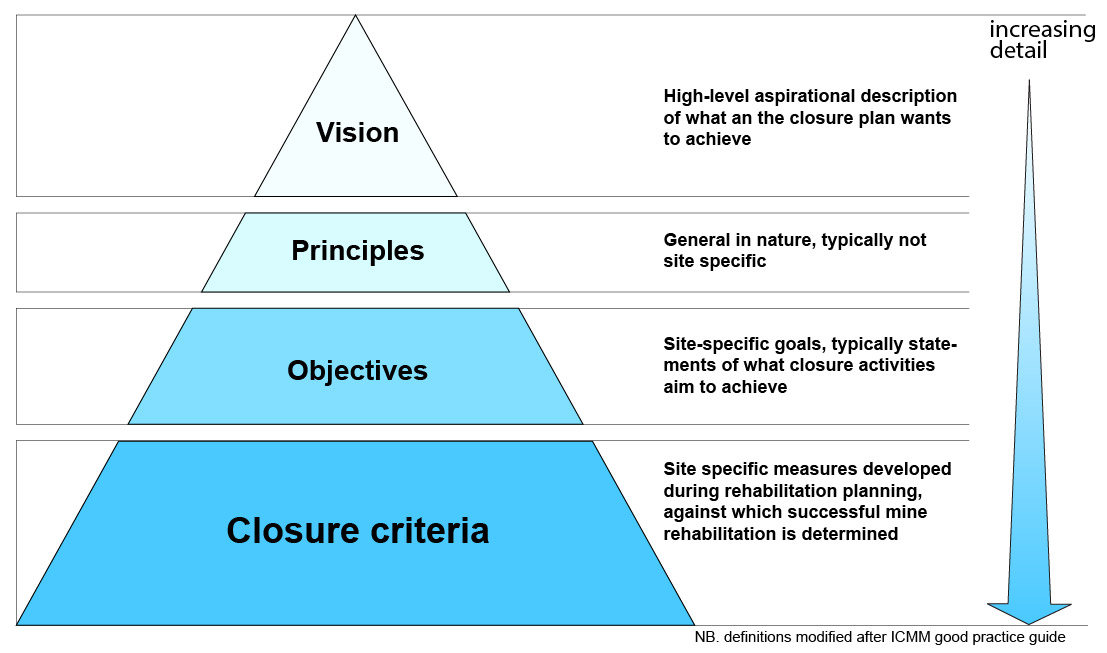 increasing
detail
Vision
High-level aspirational description
of what an the closure plan wants
to achieve
Principles
General in nature, typically not
site specific
Objectives
Site-specific goals, typically state-
ments of what closure activities
aim to achieve
Closure criteria
Site specific measures developed
during rehabilitation planning,
against which successful mine
rehabilitation is determined
NB. definitions modified after ICMM good practice guide